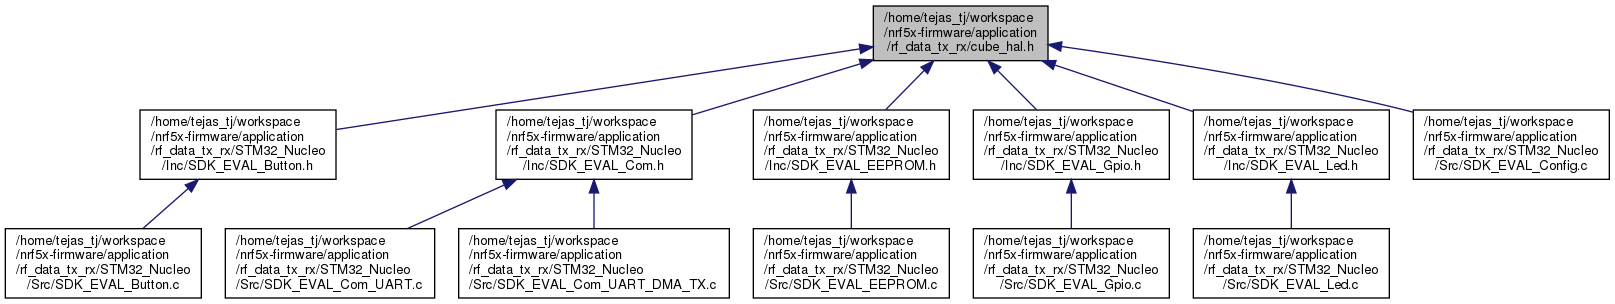 /home/tejas_tj/workspace
/nrf5x-firmware/application
/rf_data_tx_rx/cube_hal.h
/home/tejas_tj/workspace
/nrf5x-firmware/application
/rf_data_tx_rx/STM32_Nucleo
/Inc/SDK_EVAL_Button.h
/home/tejas_tj/workspace
/nrf5x-firmware/application
/rf_data_tx_rx/STM32_Nucleo
/Inc/SDK_EVAL_Com.h
/home/tejas_tj/workspace
/nrf5x-firmware/application
/rf_data_tx_rx/STM32_Nucleo
/Inc/SDK_EVAL_EEPROM.h
/home/tejas_tj/workspace
/nrf5x-firmware/application
/rf_data_tx_rx/STM32_Nucleo
/Inc/SDK_EVAL_Gpio.h
/home/tejas_tj/workspace
/nrf5x-firmware/application
/rf_data_tx_rx/STM32_Nucleo
/Inc/SDK_EVAL_Led.h
/home/tejas_tj/workspace
/nrf5x-firmware/application
/rf_data_tx_rx/STM32_Nucleo
/Src/SDK_EVAL_Config.c
/home/tejas_tj/workspace
/nrf5x-firmware/application
/rf_data_tx_rx/STM32_Nucleo
/Src/SDK_EVAL_Button.c
/home/tejas_tj/workspace
/nrf5x-firmware/application
/rf_data_tx_rx/STM32_Nucleo
/Src/SDK_EVAL_Com_UART.c
/home/tejas_tj/workspace
/nrf5x-firmware/application
/rf_data_tx_rx/STM32_Nucleo
/Src/SDK_EVAL_Com_UART_DMA_TX.c
/home/tejas_tj/workspace
/nrf5x-firmware/application
/rf_data_tx_rx/STM32_Nucleo
/Src/SDK_EVAL_EEPROM.c
/home/tejas_tj/workspace
/nrf5x-firmware/application
/rf_data_tx_rx/STM32_Nucleo
/Src/SDK_EVAL_Gpio.c
/home/tejas_tj/workspace
/nrf5x-firmware/application
/rf_data_tx_rx/STM32_Nucleo
/Src/SDK_EVAL_Led.c